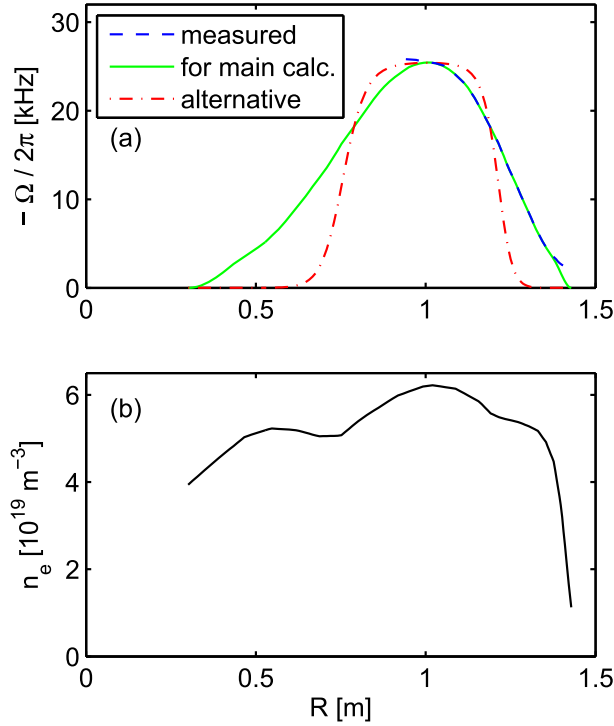 30
20
10
0
− Ω / 2π [kHz]
measured
for main calc.
alternative
(a)
0 0.5 1 1.5
6
4
2
0
n_e [10^19 m^−3]
(b)
0 0.5 1 1.5
R [m]